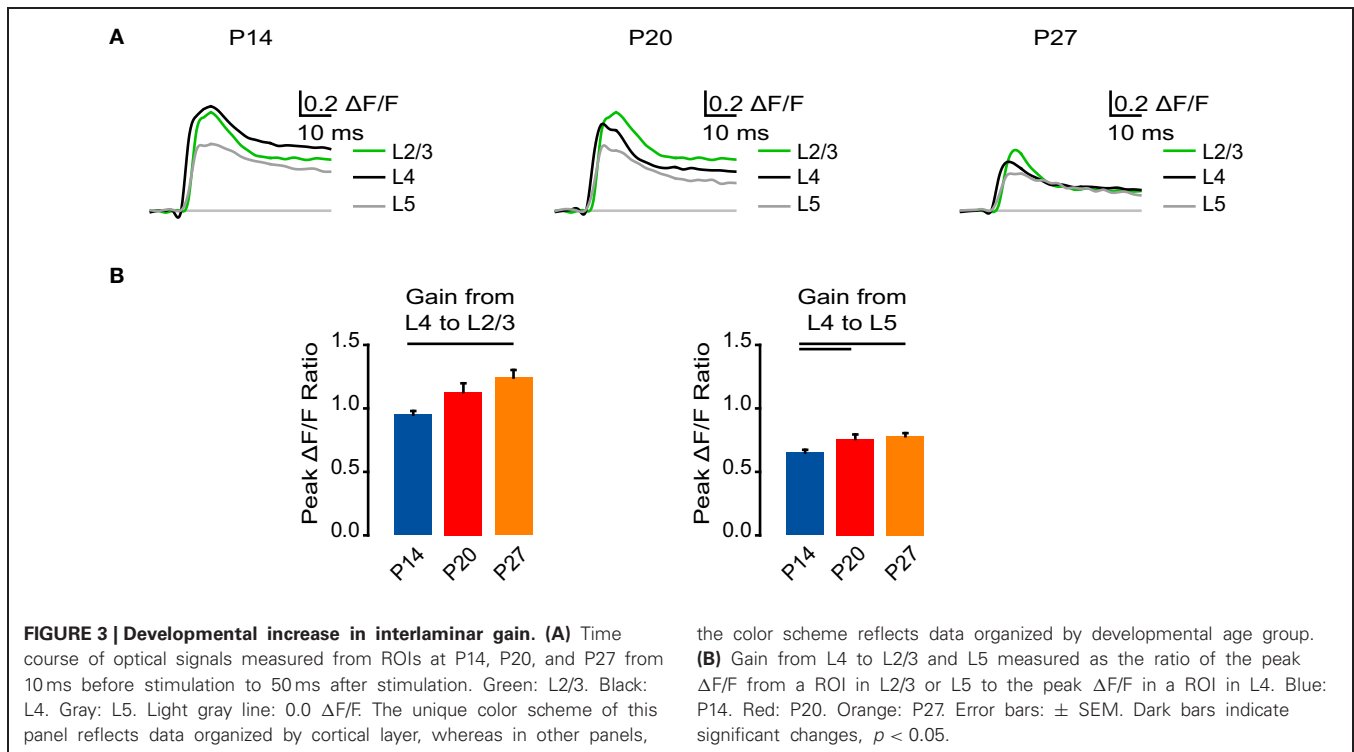 A
P14
P20
P27
0.2 ΔF/F
10 ms
L2/3
L4
L5
0.2 ΔF/F
10 ms
L2/3
L4
L5
0.2 ΔF/F
10 ms
L2/3
L4
L5
B
Gain from
L4 to L2/3
Peak ΔF/F Ratio
1.5
1.0
0.5
0.0
P14
P20
P27
Gain from
L4 to L5
Peak ΔF/F Ratio
1.5
1.0
0.5
0.0
P14
P20
P27
FIGURE 3 | Developmental increase in interlaminar gain. (A) Time
course of optical signals measured from ROIs at P14, P20, and P27 from
10 ms before stimulation to 50 ms after stimulation. Green: L2/3. Black:
L4. Gray: L5. Light gray line: 0.0 ΔF/F. The unique color scheme of this
panel reflects data organized by cortical layer, whereas in other panels,
the color scheme reflects data organized by developmental age group.
(B) Gain from L4 to L2/3 and L5 measured as the ratio of the peak
ΔF/F from a ROI in L2/3 or L5 to the peak ΔF/F in a ROI in L4. Blue:
P14. Red: P20. Orange: P27. Error bars: ± SEM. Dark bars indicate
significant changes, p < 0.05.